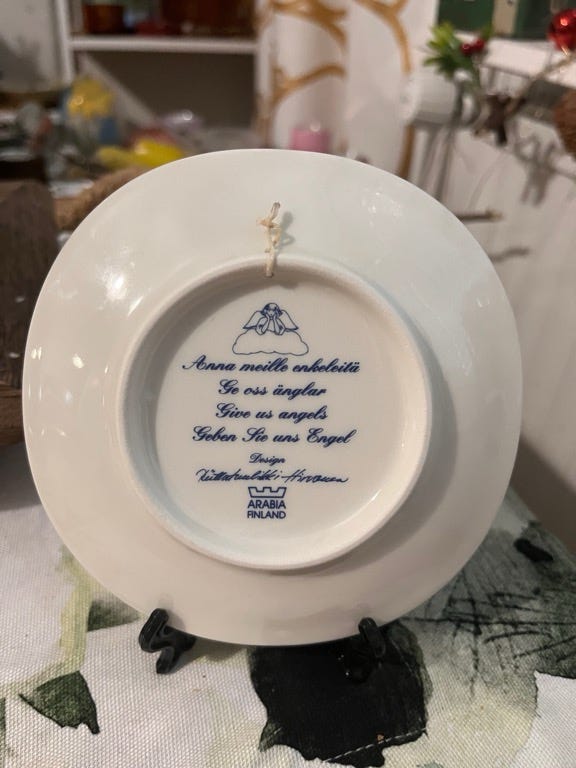 Anna meille enkeleitä
Ge oss änglar
Give us angels
Geben Sie uns Engel
Design
ARABIA
FINLAND